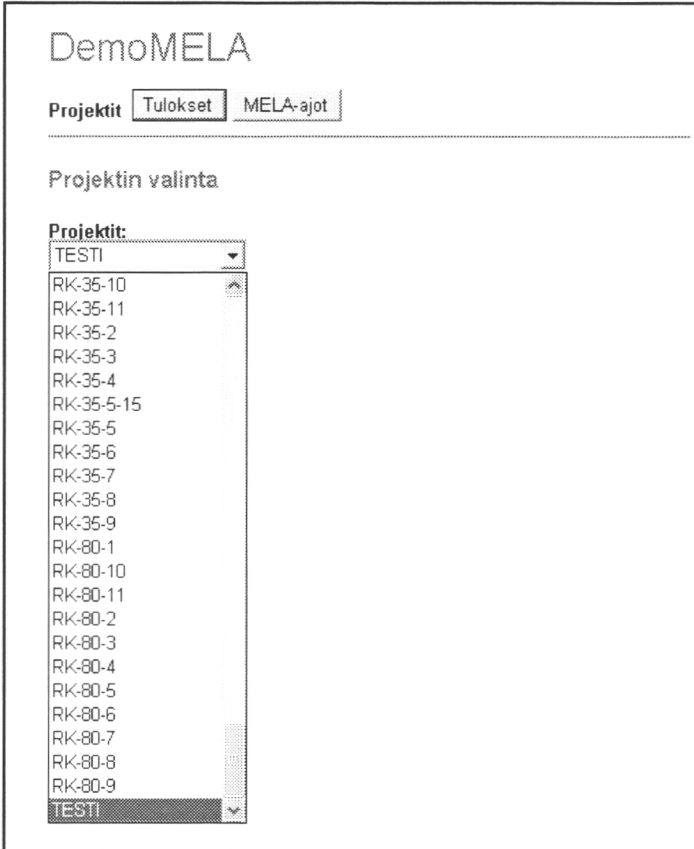 DemoMELA
Projektit Tulokset MELA-ajot
Projektin valinta
Projektit:
TESTI
RK-35-10
RK-35-11
RK-35-2
RK-35-3
RK-35-4
RK-35-5-15
RK-35-5
RK-35-6
RK-35-7
RK-35-8
RK-35-9
RK-80-1
RK-80-10
RK-80-11
RK-80-2
RK-80-3
RK-80-4
RK-80-5
RK-80-6
RK-80-7
RK-80-8
RK-80-9
TESTI